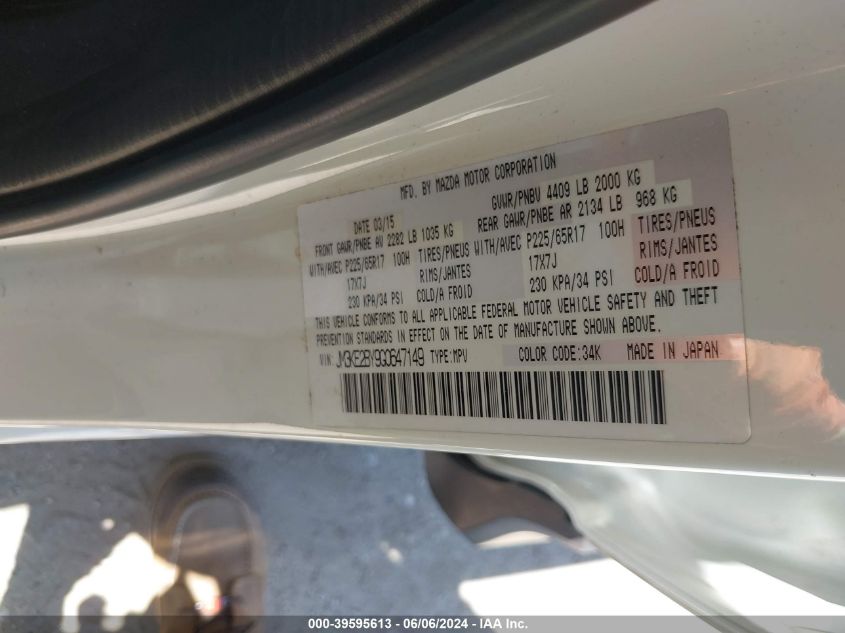 MFD. BY MAZDA MOTOR CORPORATION
DATE 03/15 GVWR/PNBV 4409 LB 2000 KG
FRONT GAWR/PNBE AV 2282 LB 1035 KG REAR GAWR/PNBE AR 2134 LB 968 KG
WITH/AVEC P225/65R17 100H TIRES/PNEUS WITH/AVEC P225/65R17 100H TIRES/PNEUS
17X7J RIMS/JANTES 17X7J RIMS/JANTES
230 KPA/34 PSI COLD/A FROID 230 KPA/34 PSI COLD/A FROID
THIS VEHICLE CONFORMS TO ALL APPLICABLE FEDERAL MOTOR VEHICLE SAFETY AND THEFT
PREVENTION STANDARDS IN EFFECT ON THE DATE OF MANUFACTURE SHOWN ABOVE.
VIN: JM3KE2BY9G0647149 TYPE:MPV COLOR CODE:34K MADE IN JAPAN
000-39595613 - 06/06/2024 - IAA Inc.